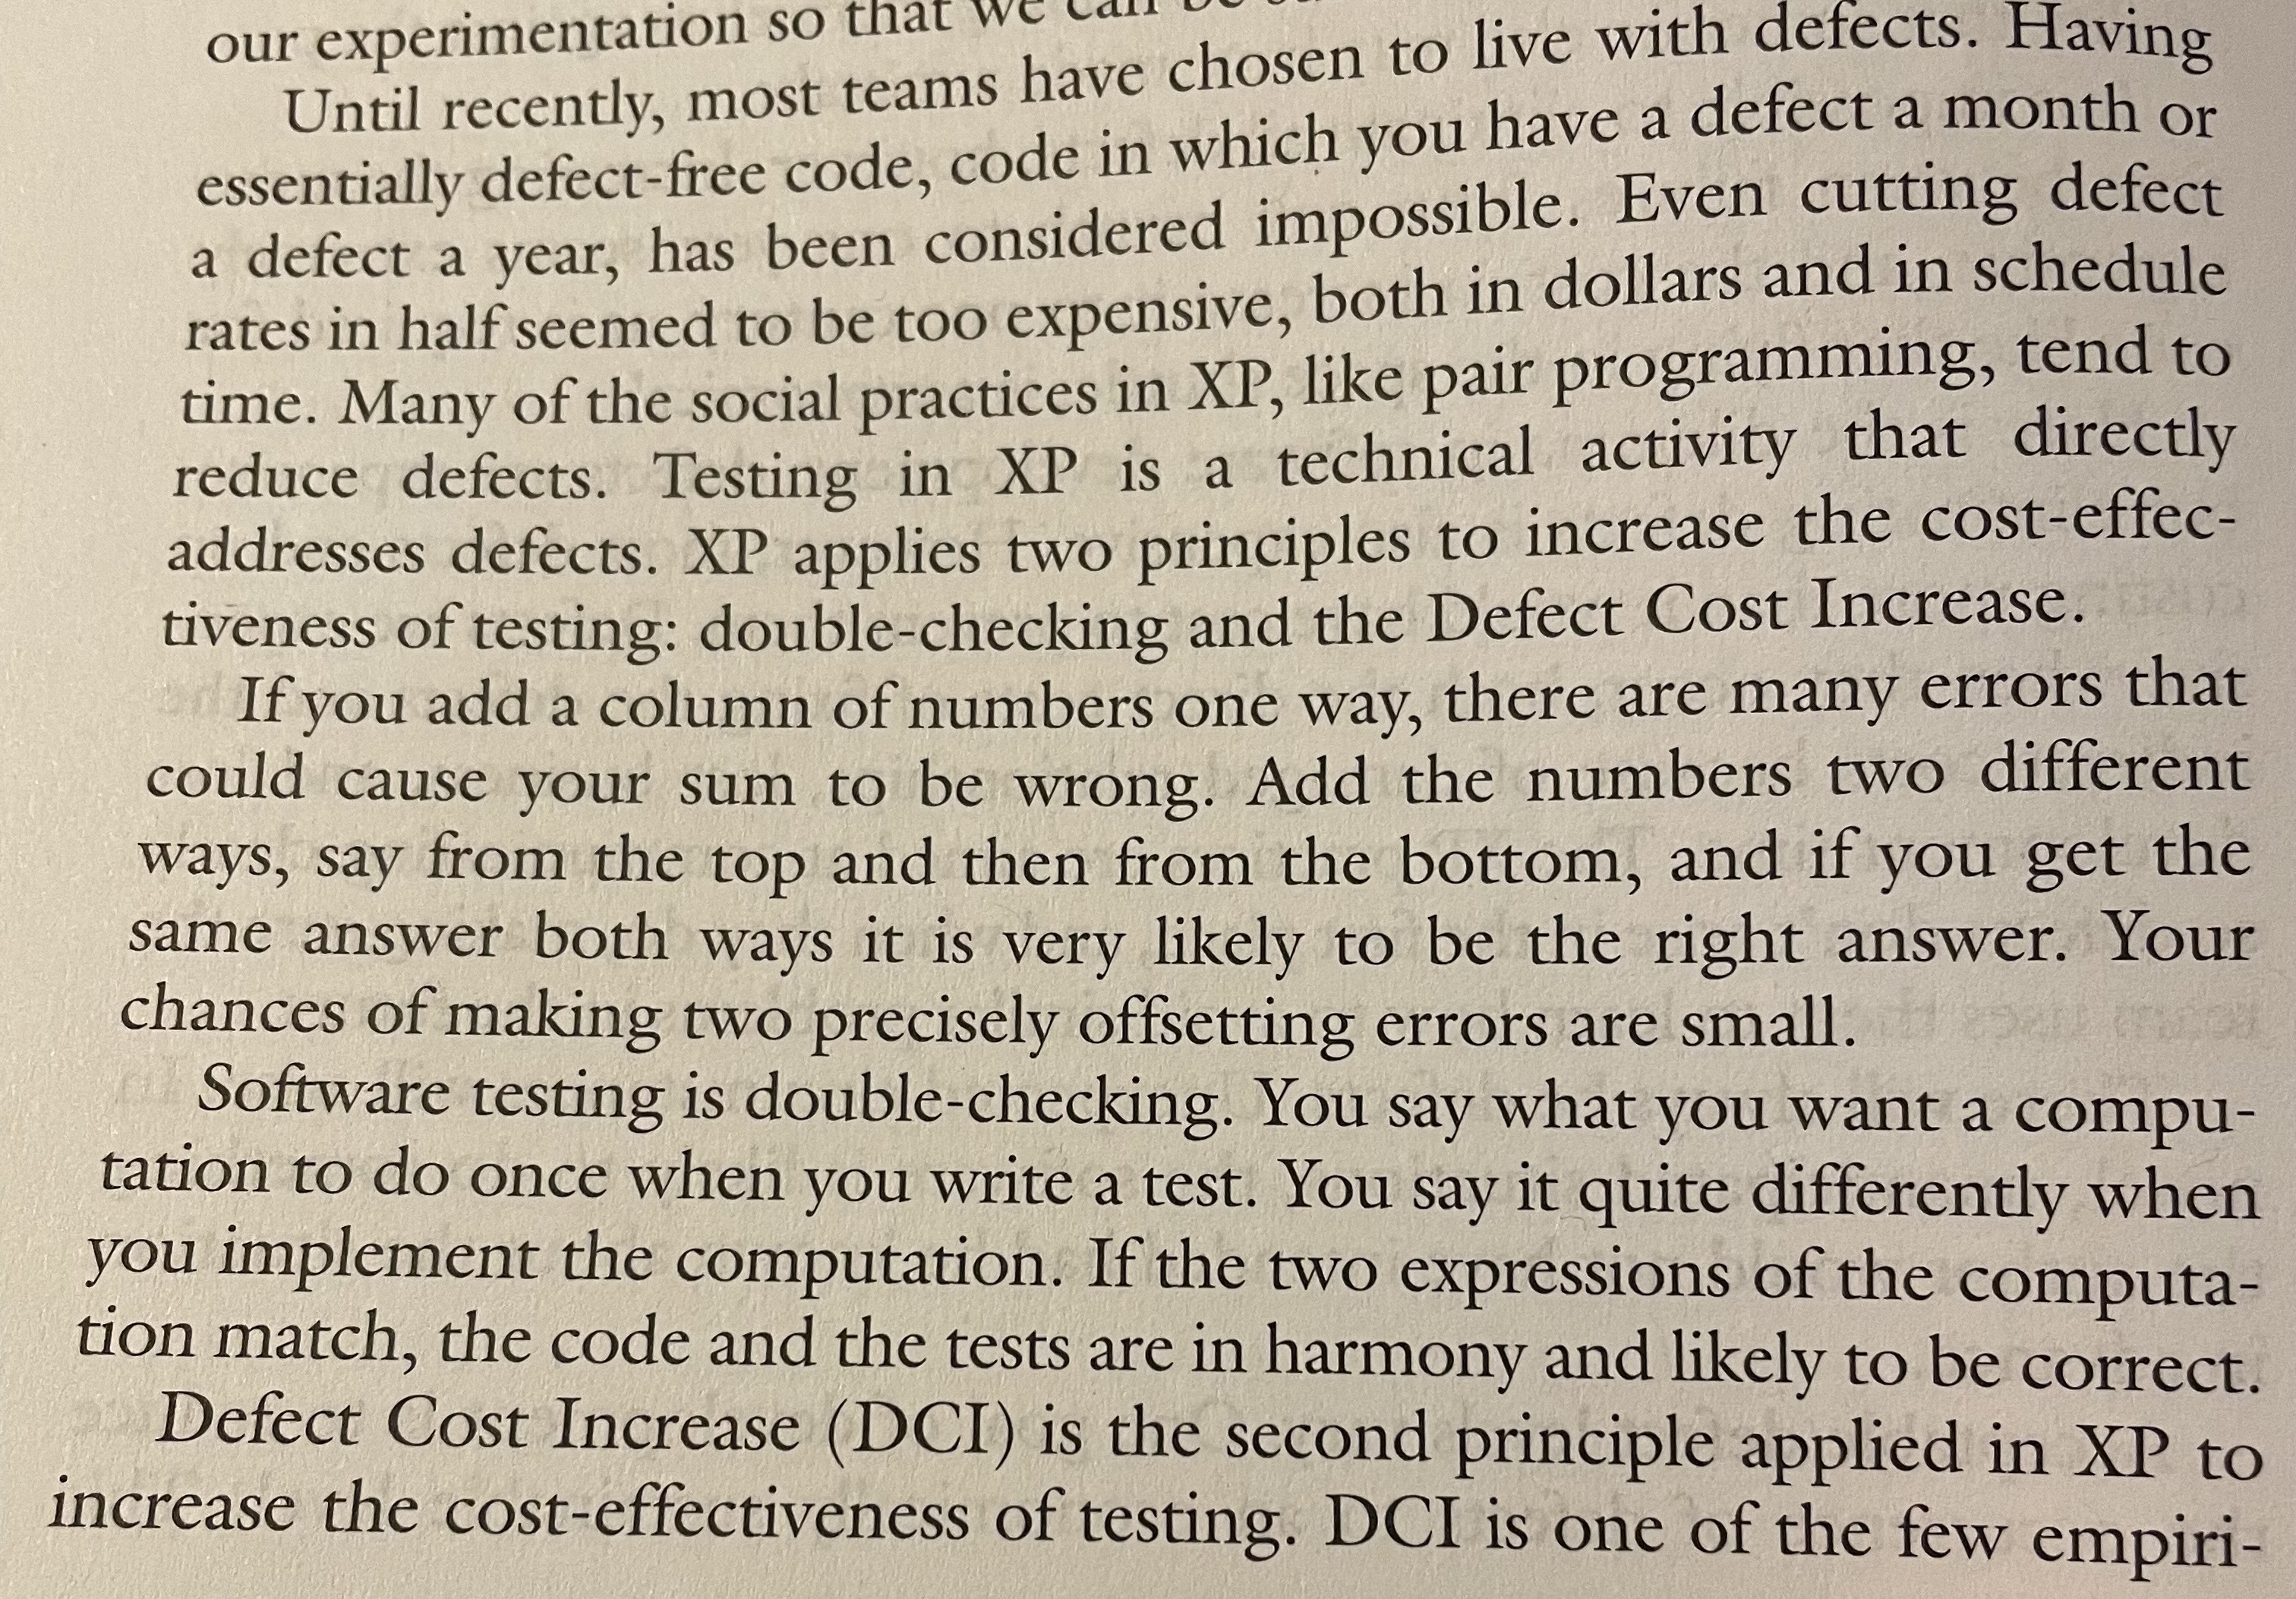 our experimentation so that we can be
Until recently, most teams have chosen to live with defects. Having
essentially defect-free code, code in which you have a defect a month or
a defect a year, has been considered impossible. Even cutting defect
rates in half seemed to be too expensive, both in dollars and in schedule
time. Many of the social practices in XP, like pair programming, tend to
reduce defects. Testing in XP is a technical activity that directly
addresses defects. XP applies two principles to increase the cost-effec-
tiveness of testing: double-checking and the Defect Cost Increase.
If you add a column of numbers one way, there are many errors that
could cause your sum to be wrong. Add the numbers two different
ways, say from the top and then from the bottom, and if you get the
same answer both ways it is very likely to be the right answer. Your
chances of making two precisely offsetting errors are small.
Software testing is double-checking. You say what you want a compu-
tation to do once when you write a test. You say it quite differently when
you implement the computation. If the two expressions of the computa-
tion match, the code and the tests are in harmony and likely to be correct.
Defect Cost Increase (DCI) is the second principle applied in XP to
increase the cost-effectiveness of testing. DCI is one of the few empiri-